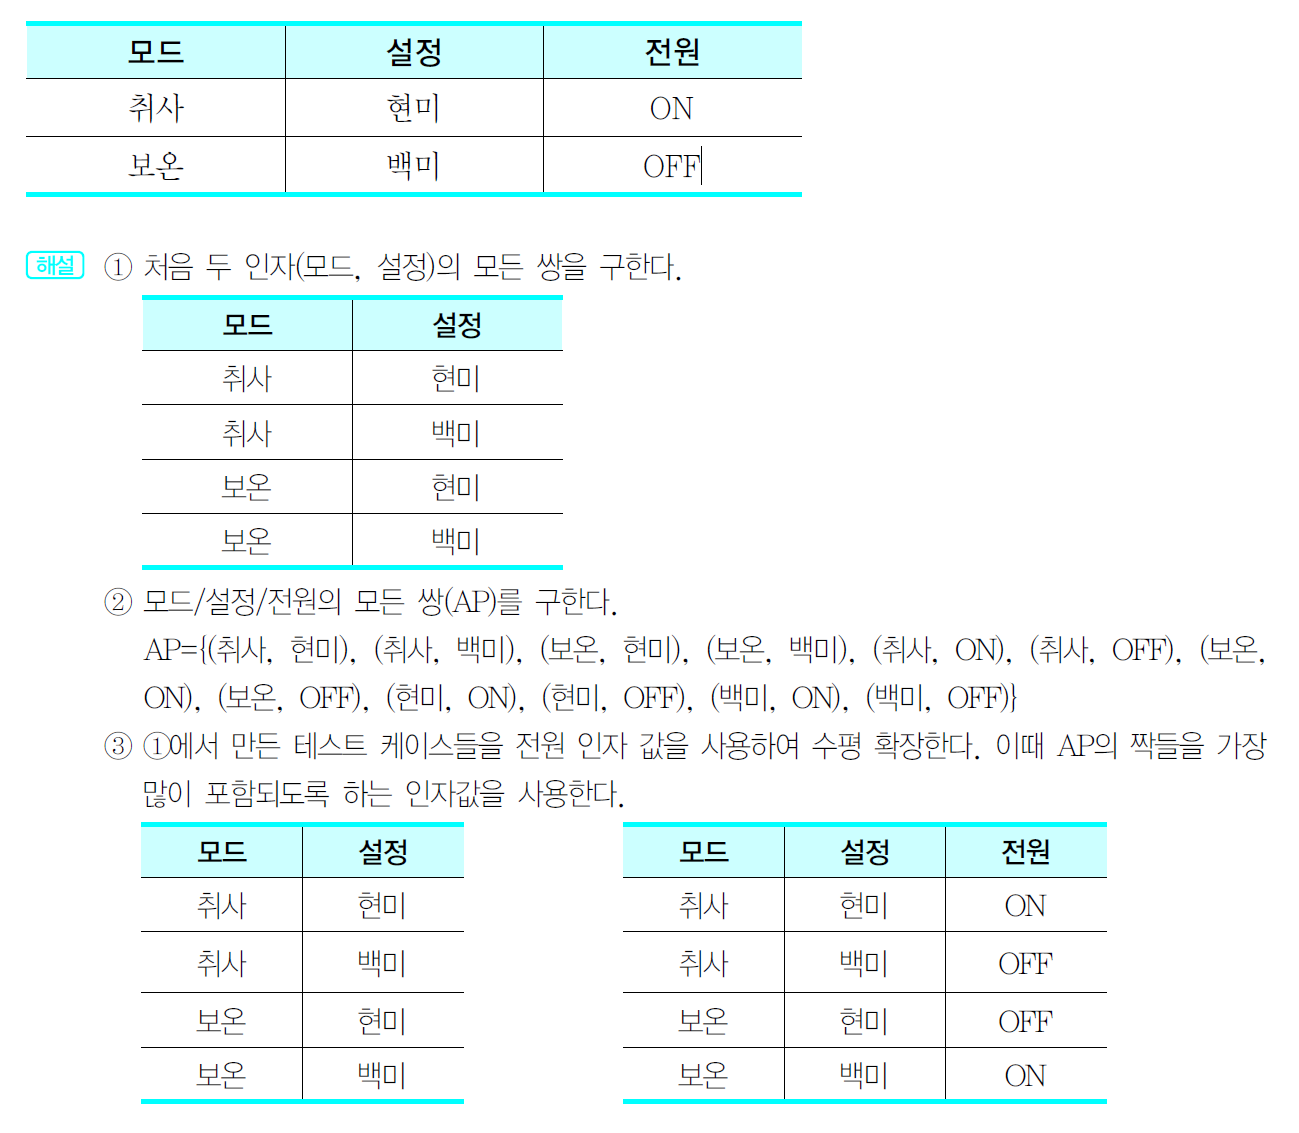 모드 설정 전원
취사 현미 ON
보온 백미 OFF
해설 ① 처음 두 인자(모드, 설정)의 모든 쌍을 구한다.
모드 설정
취사 현미
취사 백미
보온 현미
보온 백미
② 모드/설정/전원의 모든 쌍(AP)를 구한다.
AP={(취사, 현미), (취사, 백미), (보온, 현미), (보온, 백미), (취사, ON), (취사, OFF), (보온,
ON), (보온, OFF), (현미, ON), (현미, OFF), (백미, ON), (백미, OFF)}
③ ①에서 만든 테스트 케이스들을 전원 인자 값을 사용하여 수평 확장한다. 이때 AP의 짝들을 가장
많이 포함되도록 하는 인자값을 사용한다.
모드 설정
취사 현미
취사 백미
보온 현미
보온 백미
모드 설정 전원
취사 현미 ON
취사 백미 OFF
보온 현미 OFF
보온 백미 ON